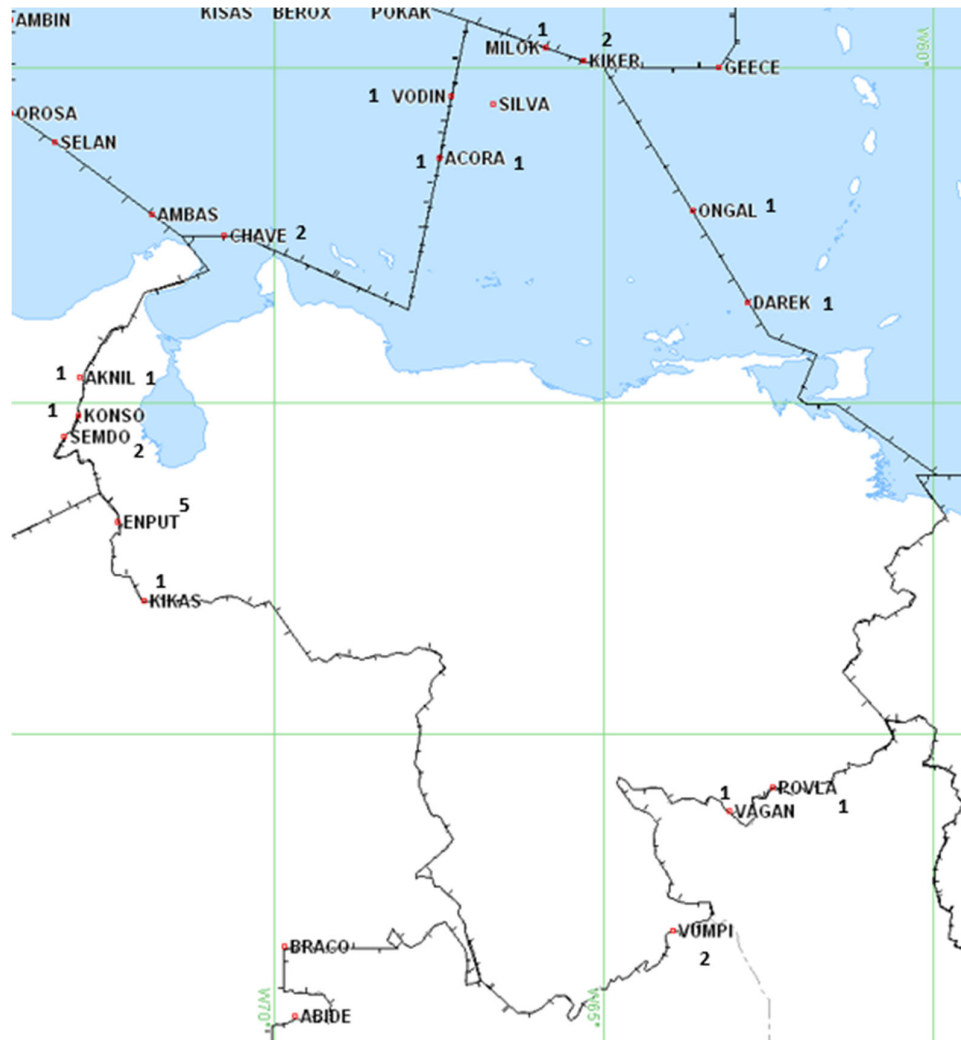 AMBIN
KISAS BEROX POKAK
1
MILOK
2
KIKER
GEECE
W60°
1 VODIN
SILVA
OROSA
SELAN
1 ACORA 1
AMBAS
ONGAL 1
CHAVE 2
DAREK 1
1 AKNIL 1
1 KONSO
SEMDO 2
5
ENPUT
1
KIKAS
POVLA
1
VAGAN
1
VUMPI
2
BRACO
W70°
W65°
ABIDE